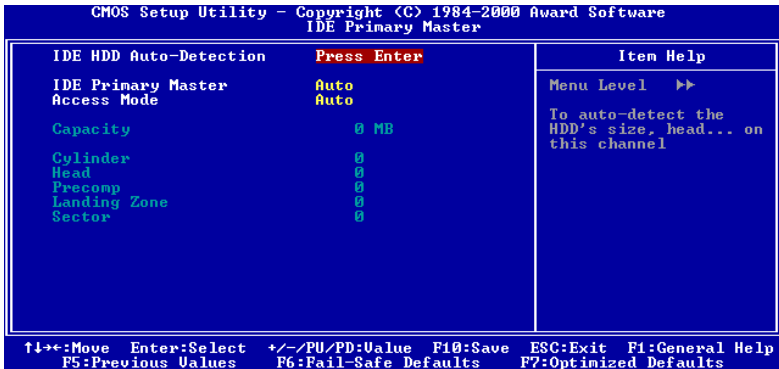 CMOS Setup Utility - Copyright (C) 1984-2000 Award Software
IDE Primary Master
IDE HDD Auto-Detection Press Enter
IDE Primary Master Auto
Access Mode Auto
Capacity 0 MB
Cylinder 0
Head 0
Precomp 0
Landing Zone 0
Sector 0
Item Help
Menu Level ▸▸
To auto-detect the
HDD's size, head... on
this channel
↑↓→←:Move Enter:Select +/-/PU/PD:Value F10:Save ESC:Exit F1:General Help
F5:Previous Values F6:Fail-Safe Defaults F7:Optimized Defaults